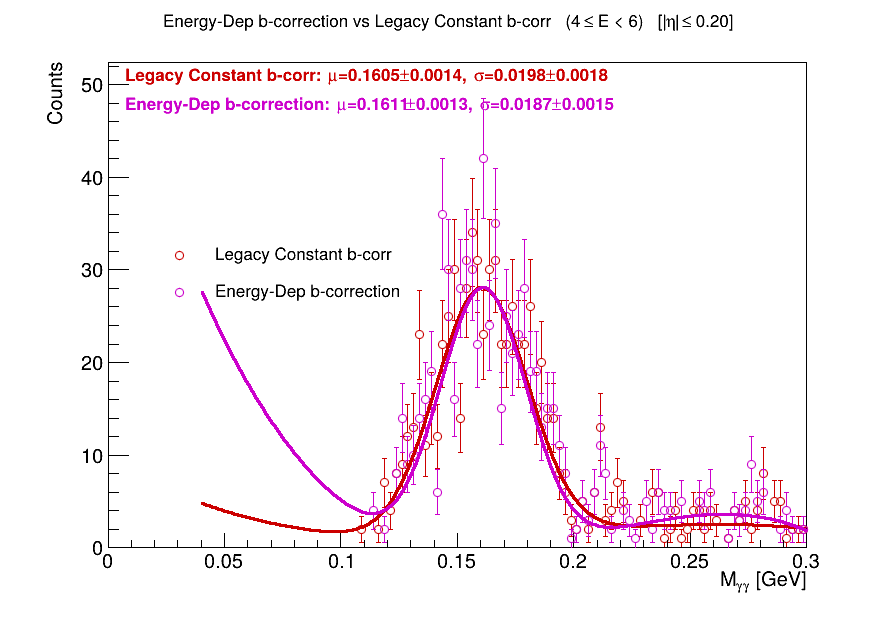 Energy-Dep b-correction vs Legacy Constant b-corr (4 ≤ E < 6) [|η| ≤ 0.20]
Counts
Legacy Constant b-corr: μ=0.1605±0.0014, σ=0.0198±0.0018
Energy-Dep b-correction: μ=0.1611±0.0013, σ=0.0187±0.0015
50
40
30
20
10
0
Legacy Constant b-corr
Energy-Dep b-correction
0 0.05 0.1 0.15 0.2 0.25 0.3
Mγγ [GeV]